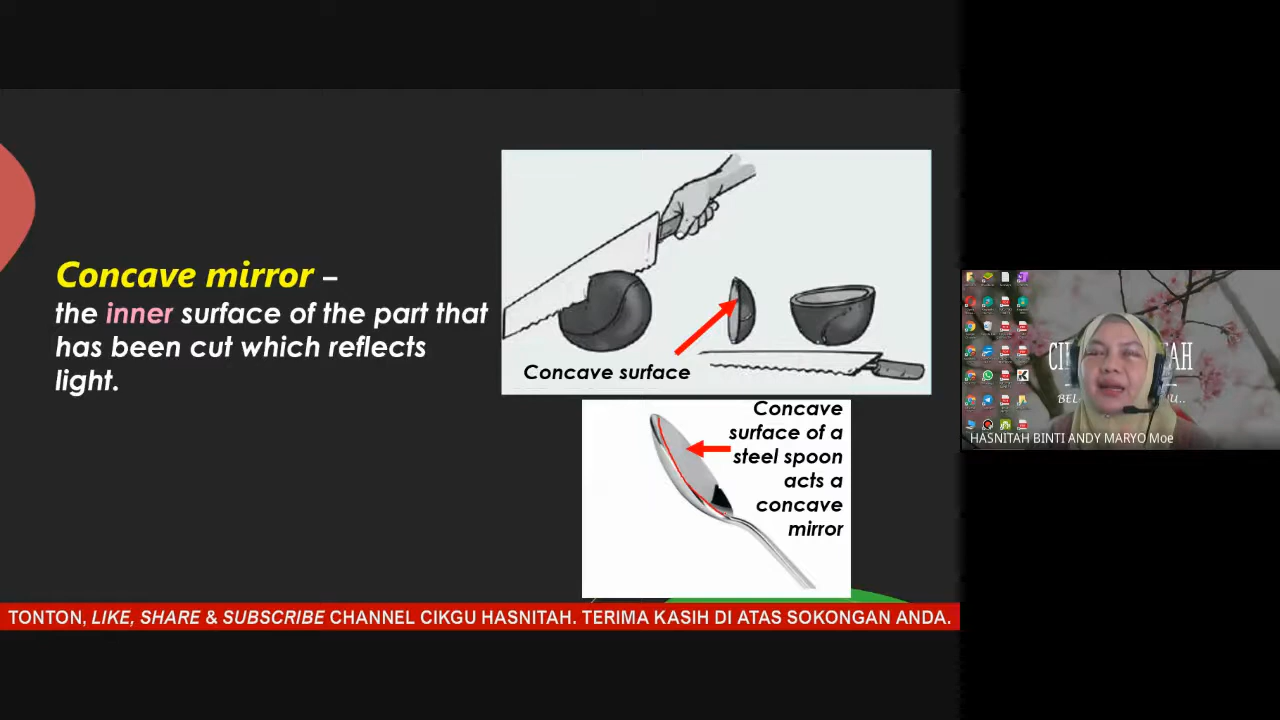 Concave mirror –
the inner surface of the part that
has been cut which reflects
light.
Concave surface
Concave
surface of a
steel spoon
acts a
concave
mirror
HASNITAH BINTI ANDY MARYO Moe
TONTON, LIKE, SHARE & SUBSCRIBE CHANNEL CIKGU HASNITAH. TERIMA KASIH DI ATAS SOKONGAN ANDA.